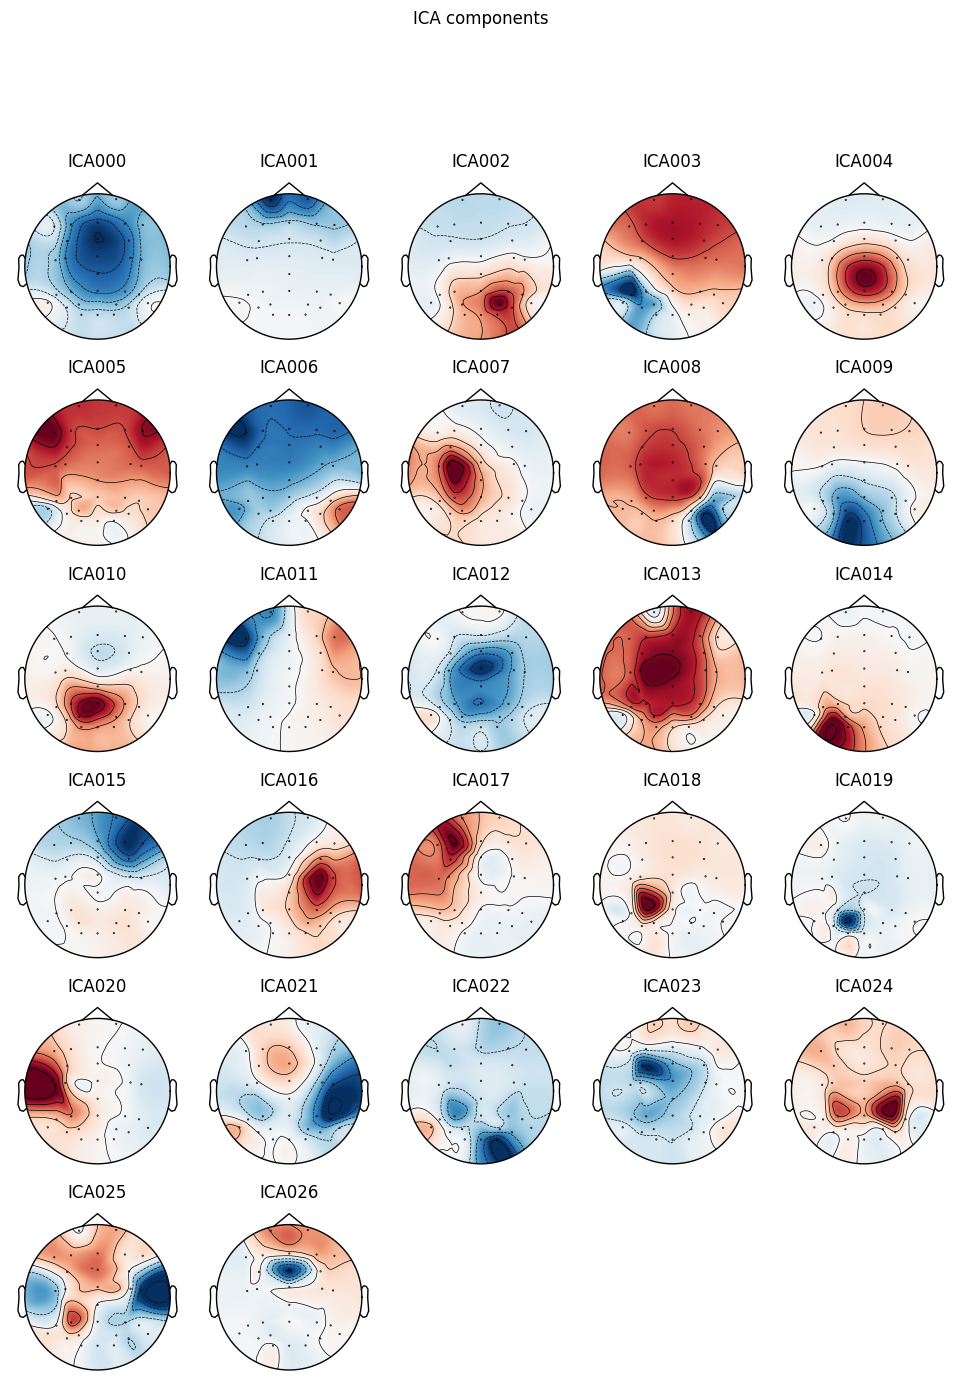 ICA components
ICA000 ICA001 ICA002 ICA003 ICA004
ICA005 ICA006 ICA007 ICA008 ICA009
ICA010 ICA011 ICA012 ICA013 ICA014
ICA015 ICA016 ICA017 ICA018 ICA019
ICA020 ICA021 ICA022 ICA023 ICA024
ICA025 ICA026